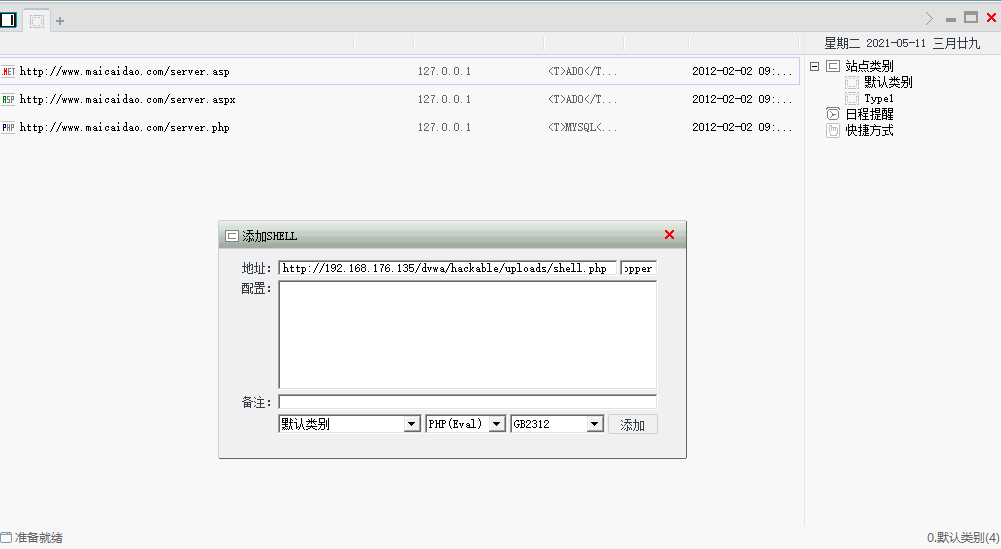 星期二 2021-05-11 三月廿九
.NET http://www.maicaidao.com/server.asp 127.0.0.1 <T>ADO</T... 2012-02-02 09:...
ASP http://www.maicaidao.com/server.aspx 127.0.0.1 <T>ADO</T... 2012-02-02 09:...
PHP http://www.maicaidao.com/server.php 127.0.0.1 <T>MYSQL<... 2012-02-02 09:...
站点类别
默认类别
Type1
日程提醒
快捷方式
添加SHELL
地址: http://192.168.176.135/dvwa/hackable/uploads/shell.php opper
配置:
备注:
默认类别 PHP(Eval) GB2312 添加
准备就绪 0.默认类别(4)